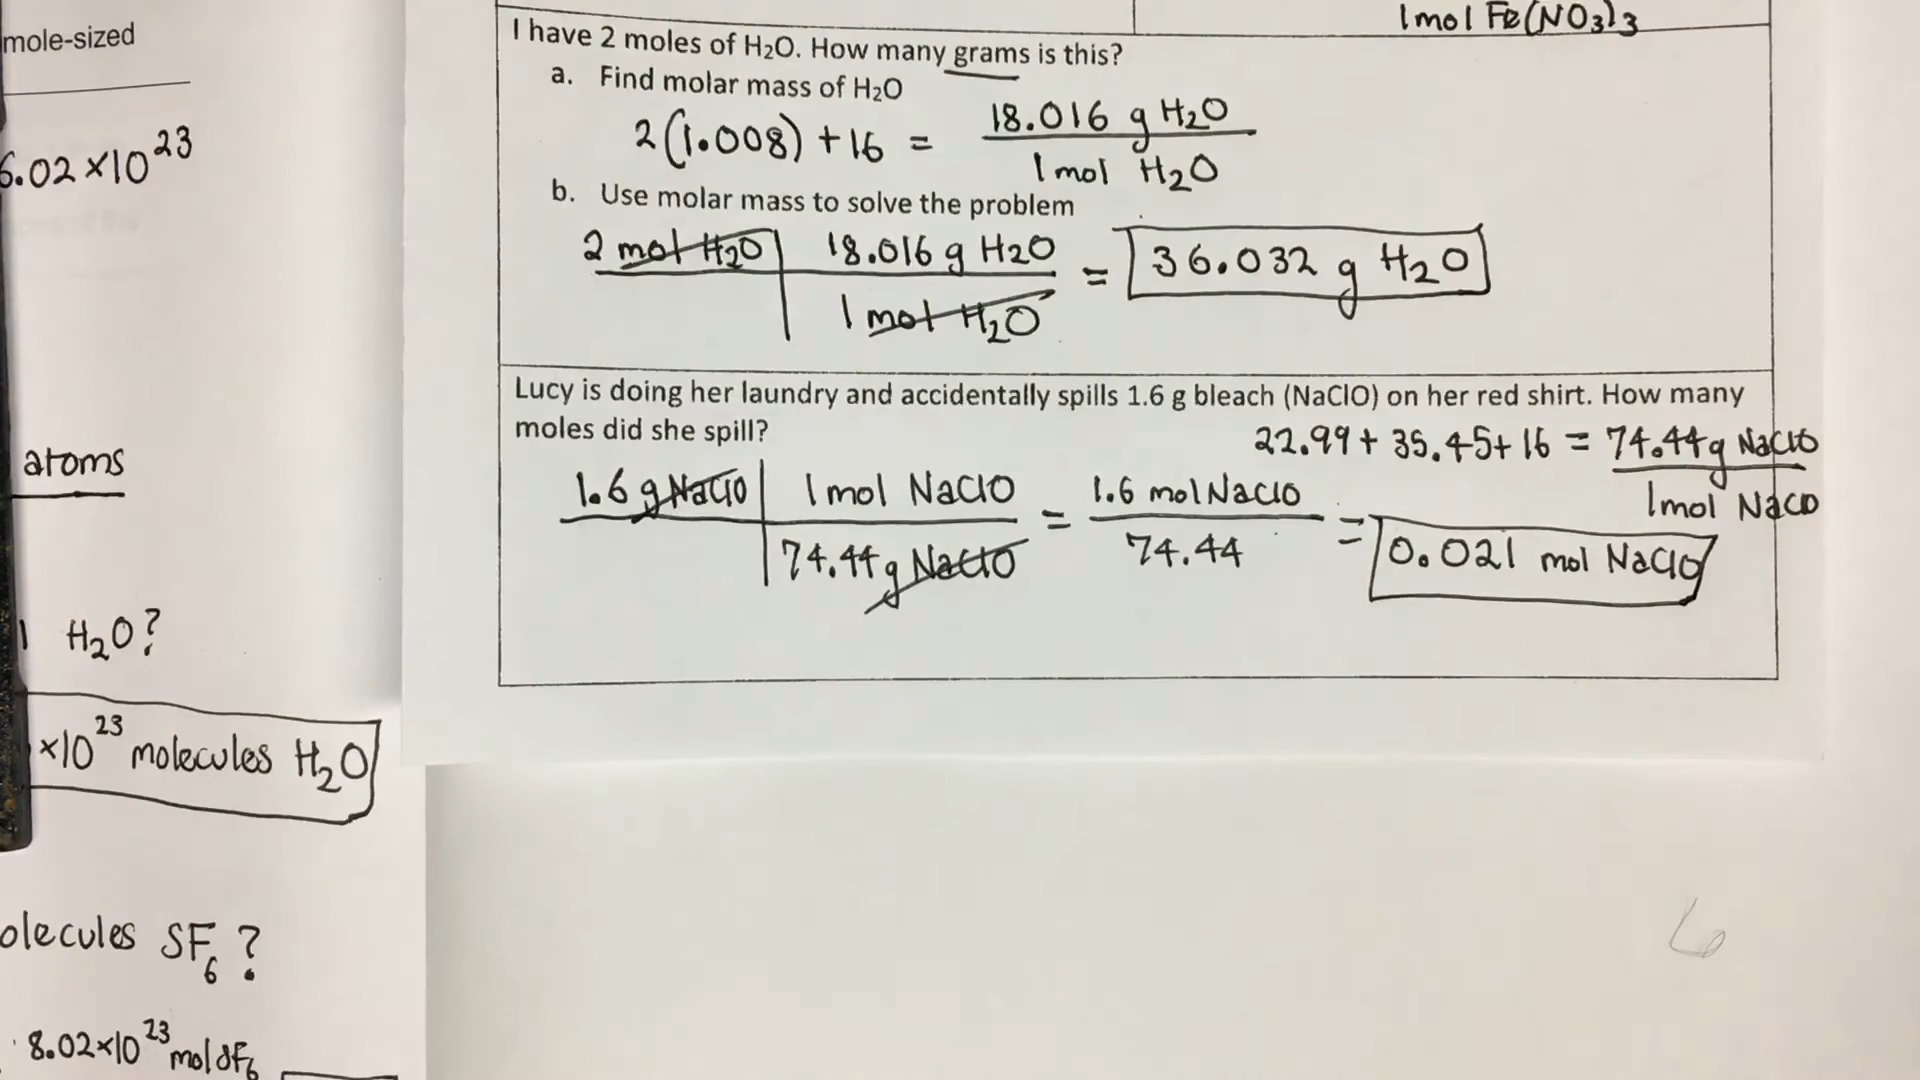 mole-sized
6.02 ×10²³
atoms
H₂O?
×10²³ molecules H₂O
olecules SF₆ ?
8.02×10²³ mol SF₆
1 mol Fe(NO₃)₃
I have 2 moles of H₂O. How many grams is this?
a. Find molar mass of H₂O
2(1.008) + 16 = 18.016 g H₂O
1 mol H₂O
b. Use molar mass to solve the problem
2 mol H₂O | 18.016 g H₂O = 36.032 g H₂O
1 mol H₂O
Lucy is doing her laundry and accidentally spills 1.6 g bleach (NaClO) on her red shirt. How many
moles did she spill?
22.99 + 35.45 + 16 = 74.44 g NaClO
1 mol NaClO
1.6 g NaClO | 1 mol NaClO = 1.6 mol NaClO = 0.021 mol NaClO
74.44 g NaClO 74.44
6